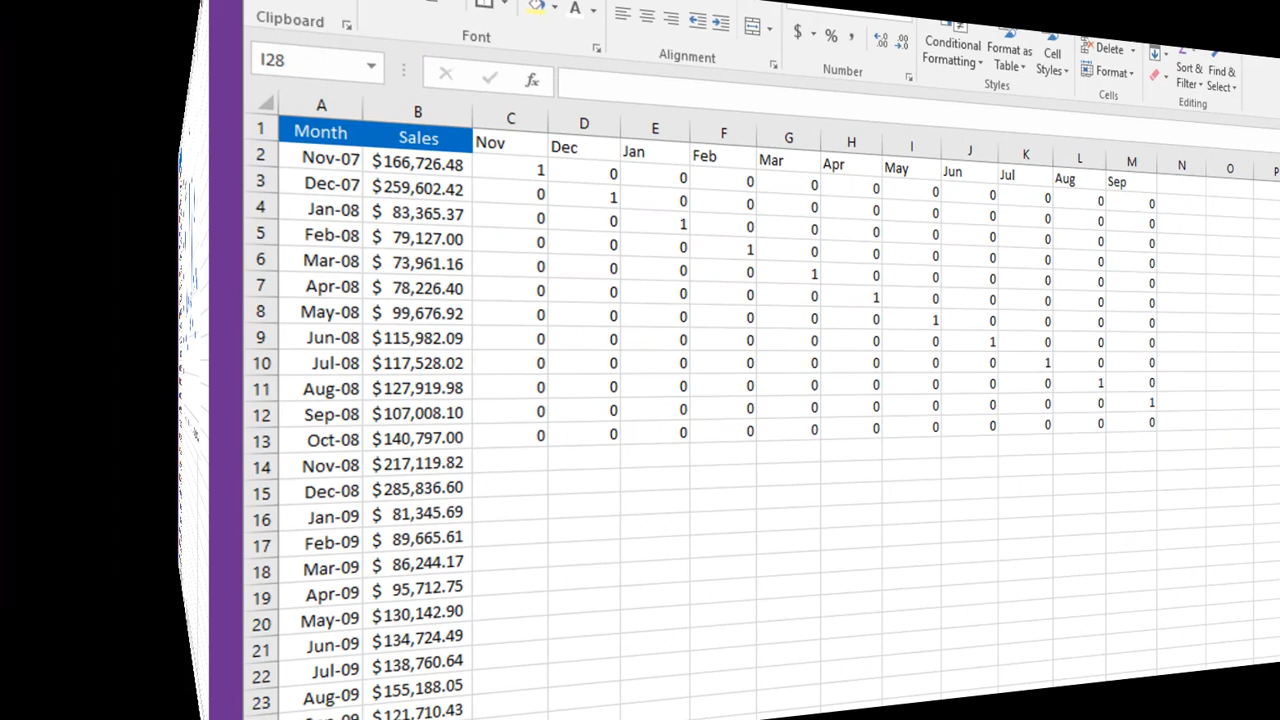 Clipboard
Font
Alignment
Number
Conditional Formatting
Format as Table
Cell Styles
Styles
Delete
Format
Cells
Sort & Filter
Find & Select
Editing
I28
fx
A B C D E F G H I J K L M N O P
1 Month Sales Nov Dec Jan Feb Mar Apr May Jun Jul Aug Sep
2 Nov-07 $166,726.48 1 0 0 0 0 0 0 0 0 0 0
3 Dec-07 $259,602.42 0 1 0 0 0 0 0 0 0 0 0
4 Jan-08 $ 83,365.37 0 0 1 0 0 0 0 0 0 0 0
5 Feb-08 $ 79,127.00 0 0 0 1 0 0 0 0 0 0 0
6 Mar-08 $ 73,961.16 0 0 0 0 1 0 0 0 0 0 0
7 Apr-08 $ 78,226.40 0 0 0 0 0 1 0 0 0 0 0
8 May-08 $ 99,676.92 0 0 0 0 0 0 1 0 0 0 0
9 Jun-08 $115,982.09 0 0 0 0 0 0 0 1 0 0 0
10 Jul-08 $117,528.02 0 0 0 0 0 0 0 0 1 0 0
11 Aug-08 $127,919.98 0 0 0 0 0 0 0 0 0 1 0
12 Sep-08 $107,008.10 0 0 0 0 0 0 0 0 0 0 1
13 Oct-08 $140,797.00 0 0 0 0 0 0 0 0 0 0 0
14 Nov-08 $217,119.82
15 Dec-08 $285,836.60
16 Jan-09 $ 81,345.69
17 Feb-09 $ 89,665.61
18 Mar-09 $ 86,244.17
19 Apr-09 $ 95,712.75
20 May-09 $130,142.90
21 Jun-09 $134,724.49
22 Jul-09 $138,760.64
23 Aug-09 $155,188.05
$121,710.43